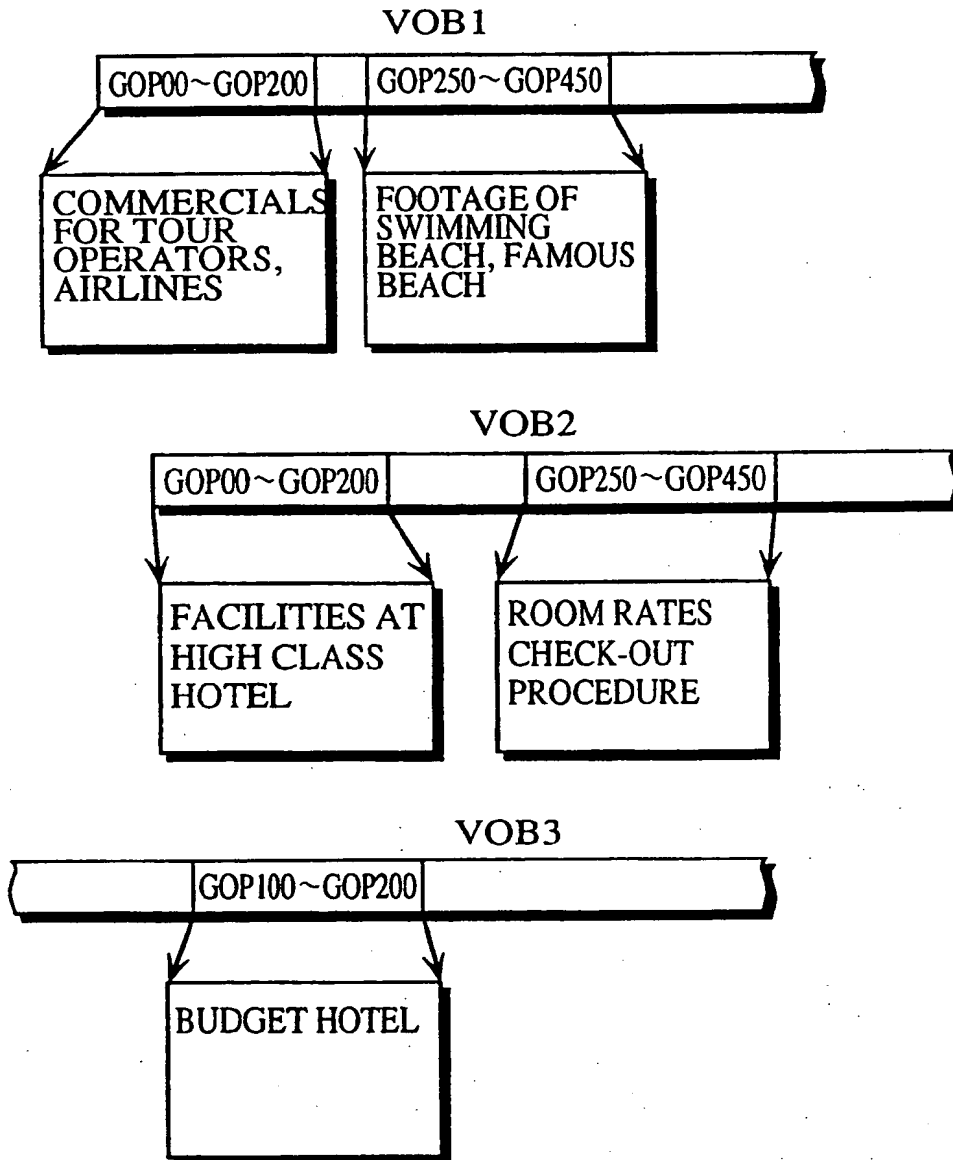 VOB1
GOP00~GOP200
GOP250~GOP450
COMMERCIALS
FOR TOUR
OPERATORS,
AIRLINES
FOOTAGE OF
SWIMMING
BEACH, FAMOUS
BEACH
VOB2
GOP00~GOP200
GOP250~GOP450
FACILITIES AT
HIGH CLASS
HOTEL
ROOM RATES
CHECK-OUT
PROCEDURE
VOB3
GOP100~GOP200
BUDGET HOTEL